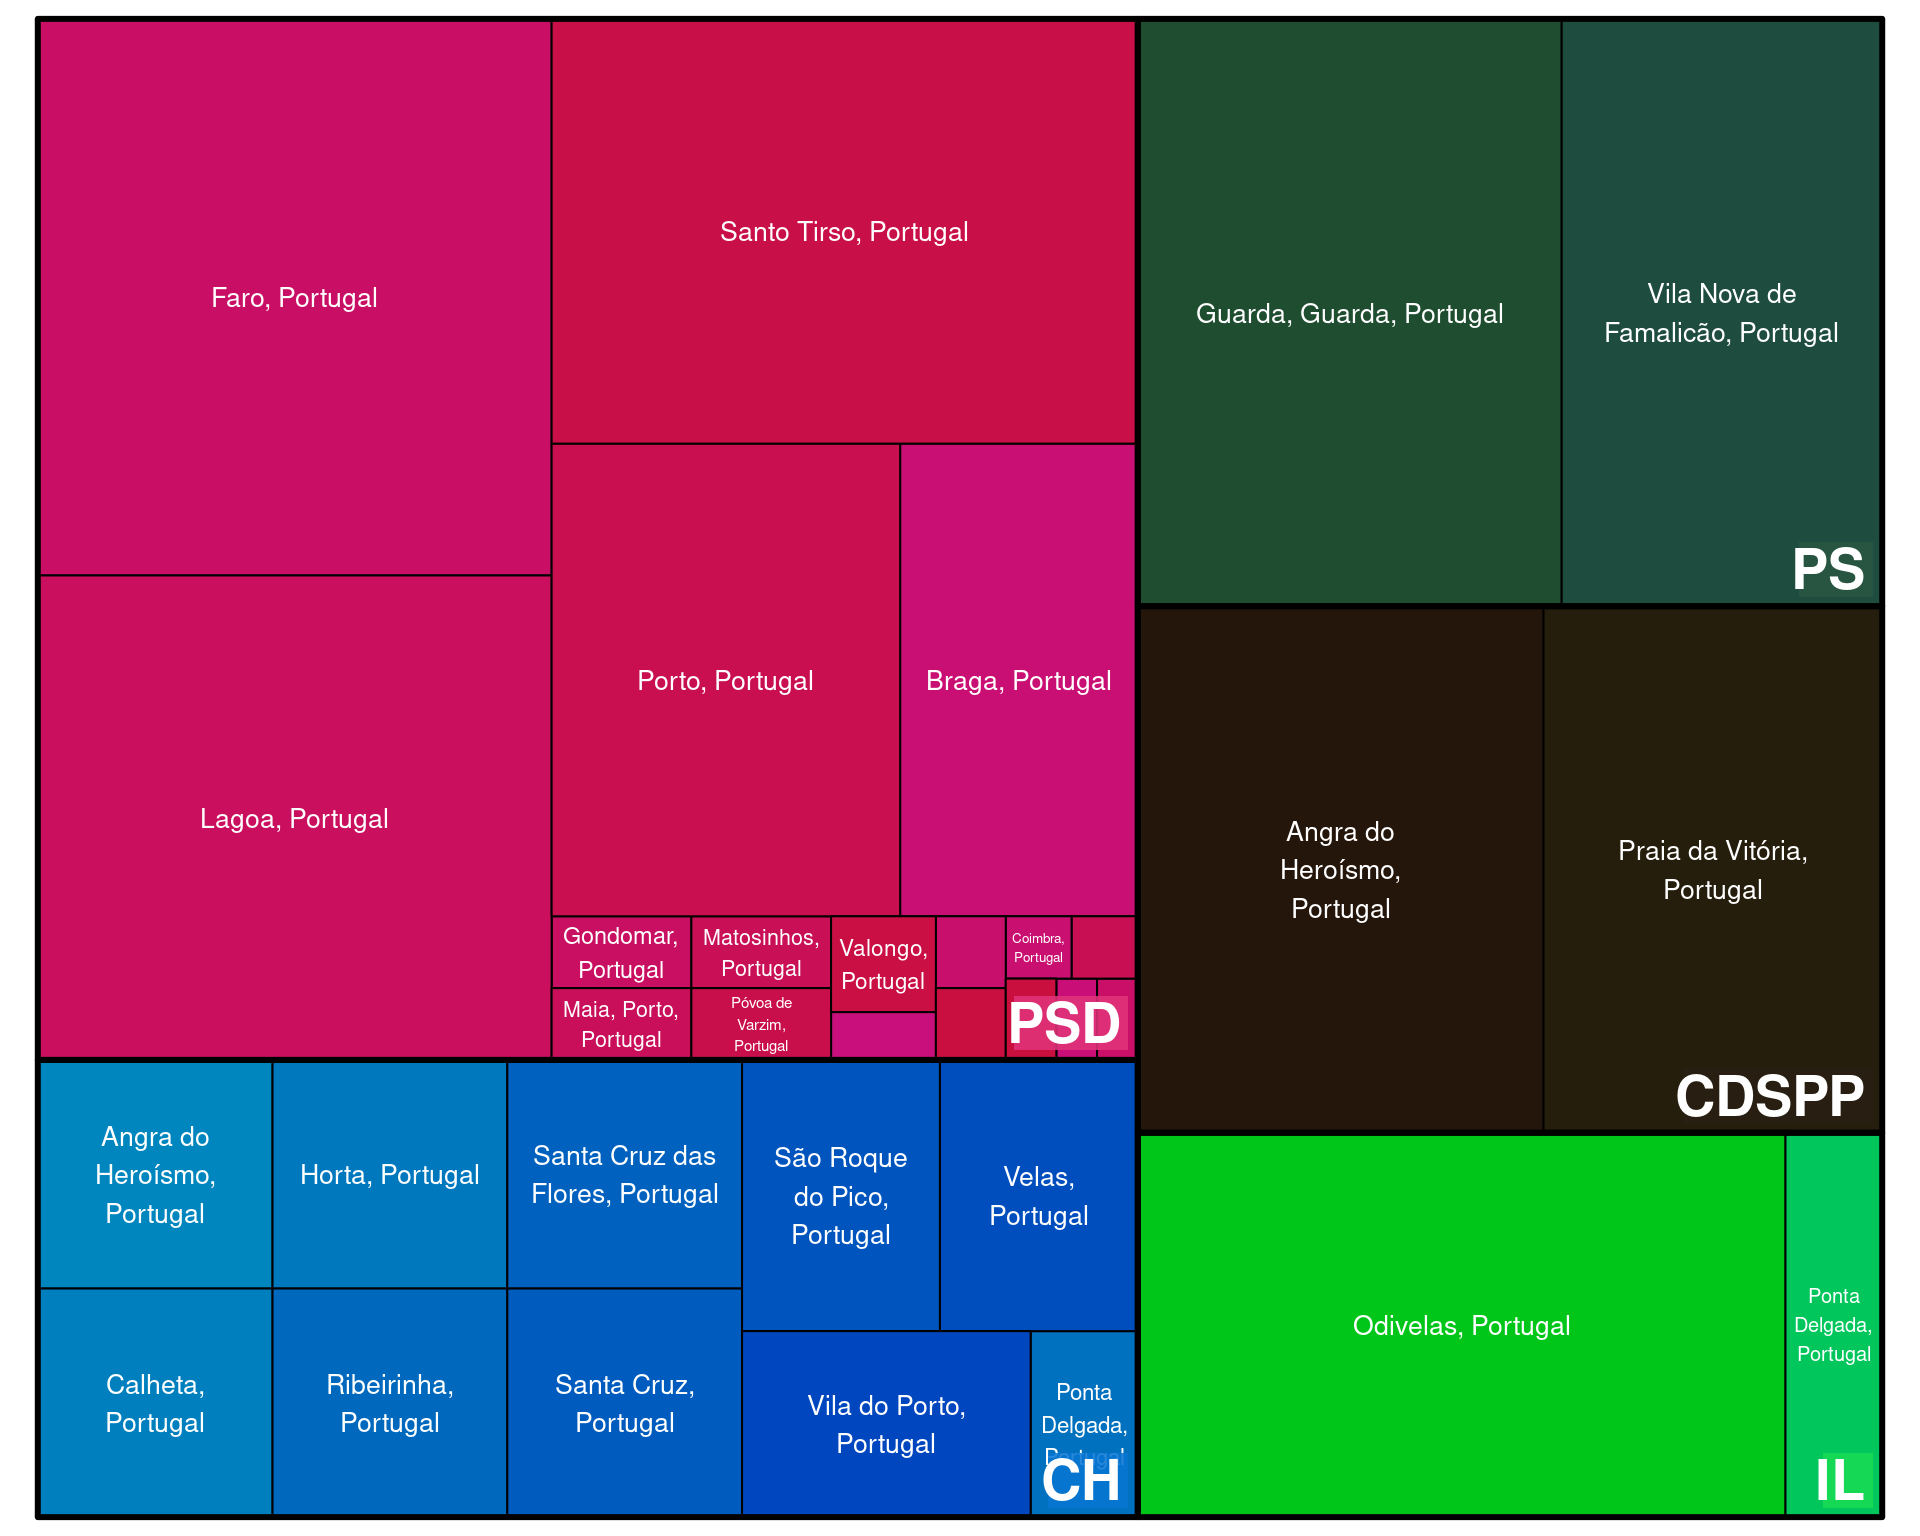 Faro, Portugal
Santo Tirso, Portugal
Lagoa, Portugal
Porto, Portugal
Braga, Portugal
Gondomar,
Portugal
Matosinhos,
Portugal
Valongo,
Portugal
Coimbra,
Portugal
Maia, Porto,
Portugal
Póvoa de
Varzim,
Portugal
PSD
Guarda, Guarda, Portugal
Vila Nova de
Famalicão, Portugal
PS
Angra do
Heroísmo,
Portugal
Praia da Vitória,
Portugal
CDSPP
Angra do
Heroísmo,
Portugal
Horta, Portugal
Santa Cruz das
Flores, Portugal
São Roque
do Pico,
Portugal
Velas,
Portugal
Calheta,
Portugal
Ribeirinha,
Portugal
Santa Cruz,
Portugal
Vila do Porto,
Portugal
Ponta
Delgada,
Portugal
CH
Odivelas, Portugal
Ponta
Delgada,
Portugal
IL